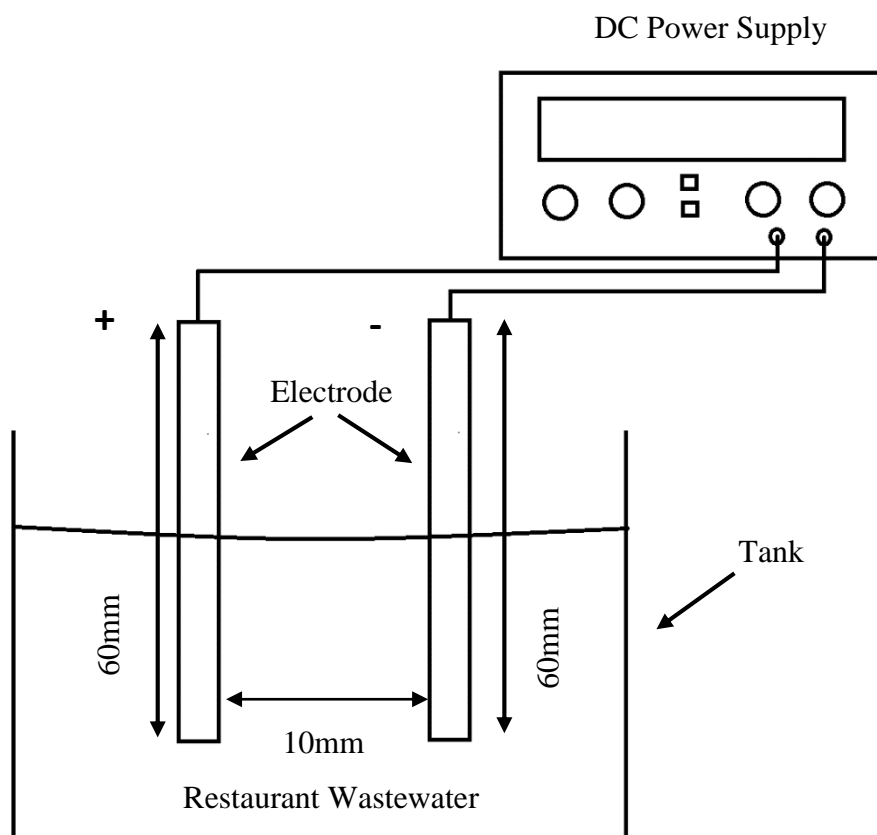 DC Power Supply
+
-
Electrode
Tank
60mm
60mm
10mm
Restaurant Wastewater